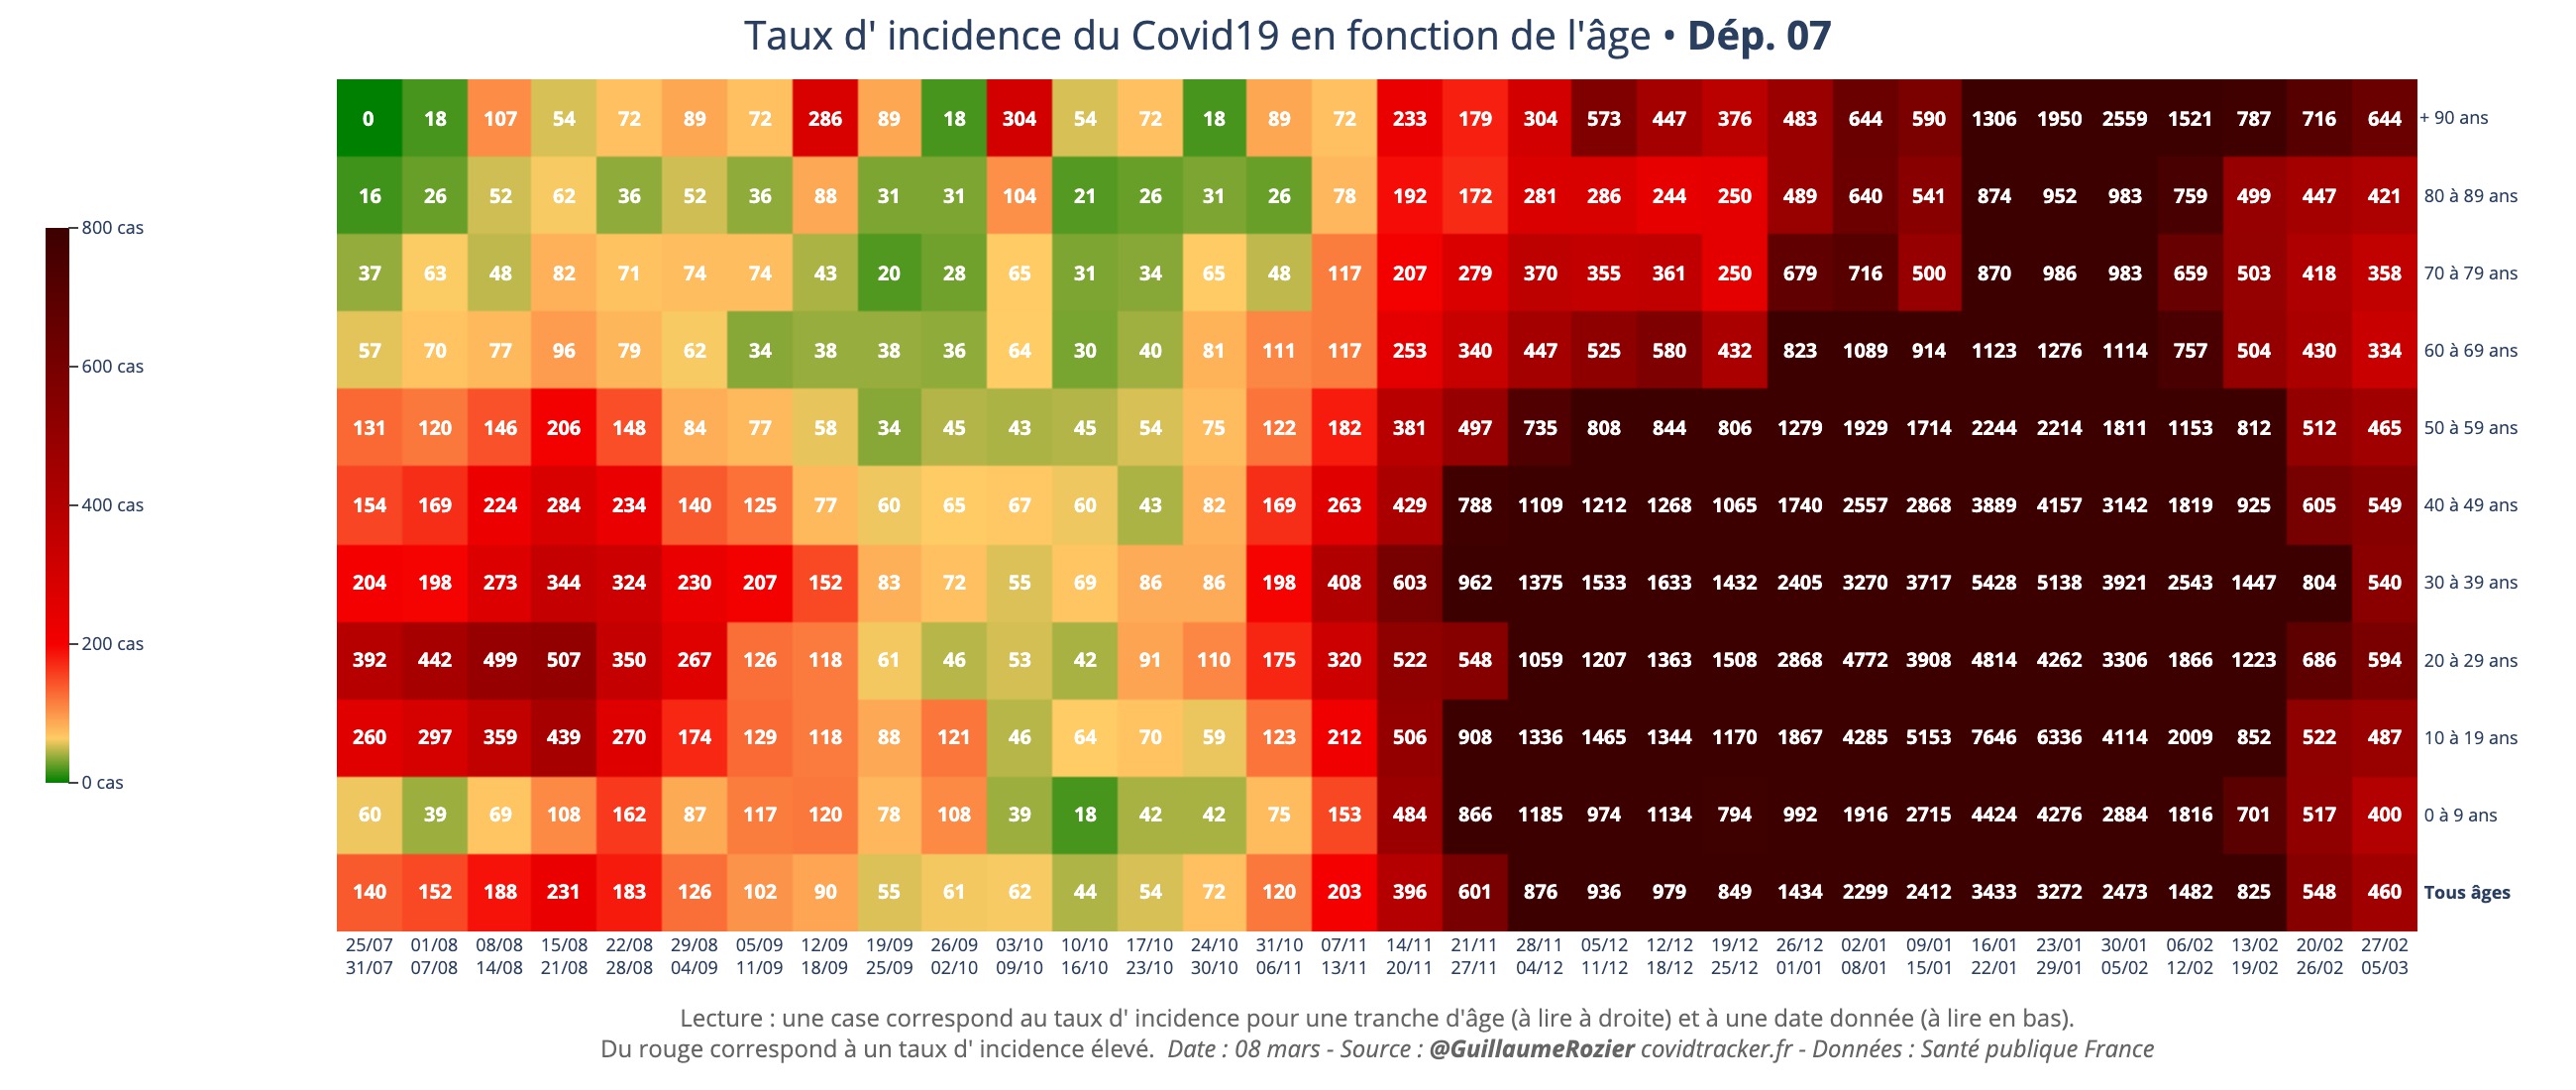 Taux d' incidence du Covid19 en fonction de l'âge • Dép. 07
0 18 107 54 72 89 72 286 89 18 304 54 72 18 89 72 233 179 304 573 447 376 483 644 590 1306 1950 2559 1521 787 716 644 + 90 ans
16 26 52 62 36 52 36 88 31 31 104 21 26 31 26 78 192 172 281 286 244 250 489 640 541 874 952 983 759 499 447 421 80 à 89 ans
800 cas
37 63 48 82 71 74 74 43 20 28 65 31 34 65 48 117 207 279 370 355 361 250 679 716 500 870 986 983 659 503 418 358 70 à 79 ans
57 70 77 96 79 62 34 38 38 36 64 30 40 81 111 117 253 340 447 525 580 432 823 1089 914 1123 1276 1114 757 504 430 334 60 à 69 ans
600 cas
131 120 146 206 148 84 77 58 34 45 43 45 54 75 122 182 381 497 735 808 844 806 1279 1929 1714 2244 2214 1811 1153 812 512 465 50 à 59 ans
400 cas
154 169 224 284 234 140 125 77 60 65 67 60 43 82 169 263 429 788 1109 1212 1268 1065 1740 2557 2868 3889 4157 3142 1819 925 605 549 40 à 49 ans
204 198 273 344 324 230 207 152 83 72 55 69 86 86 198 408 603 962 1375 1533 1633 1432 2405 3270 3717 5428 5138 3921 2543 1447 804 540 30 à 39 ans
200 cas
392 442 499 507 350 267 126 118 61 46 53 42 91 110 175 320 522 548 1059 1207 1363 1508 2868 4772 3908 4814 4262 3306 1866 1223 686 594 20 à 29 ans
260 297 359 439 270 174 129 118 88 121 46 64 70 59 123 212 506 908 1336 1465 1344 1170 1867 4285 5153 7646 6336 4114 2009 852 522 487 10 à 19 ans
0 cas
60 39 69 108 162 87 117 120 78 108 39 18 42 42 75 153 484 866 1185 974 1134 794 992 1916 2715 4424 4276 2884 1816 701 517 400 0 à 9 ans
140 152 188 231 183 126 102 90 55 61 62 44 54 72 120 203 396 601 876 936 979 849 1434 2299 2412 3433 3272 2473 1482 825 548 460 Tous âges
25/07 01/08 08/08 15/08 22/08 29/08 05/09 12/09 19/09 26/09 03/10 10/10 17/10 24/10 31/10 07/11 14/11 21/11 28/11 05/12 12/12 19/12 26/12 02/01 09/01 16/01 23/01 30/01 06/02 13/02 20/02 27/02
31/07 07/08 14/08 21/08 28/08 04/09 11/09 18/09 25/09 02/10 09/10 16/10 23/10 30/10 06/11 13/11 20/11 27/11 04/12 11/12 18/12 25/12 01/01 08/01 15/01 22/01 29/01 05/02 12/02 19/02 26/02 05/03
Lecture : une case correspond au taux d' incidence pour une tranche d'âge (à lire à droite) et à une date donnée (à lire en bas).
Du rouge correspond à un taux d' incidence élevé. Date : 08 mars - Source : @GuillaumeRozier covidtracker.fr - Données : Santé publique France